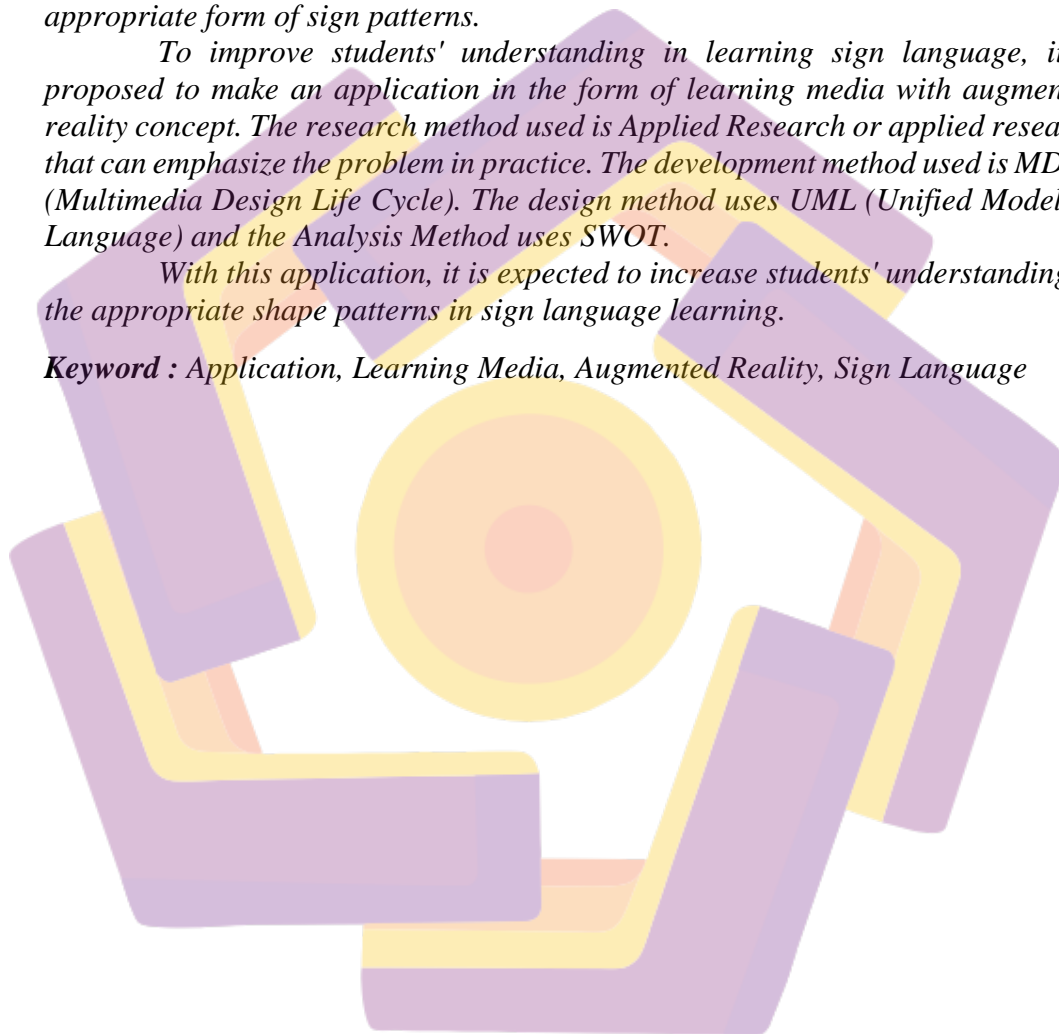 appropriate form of sign patterns.
To improve students' understanding in learning sign language, i
proposed to make an application in the form of learning media with augmen
reality concept. The research method used is Applied Research or applied resea
that can emphasize the problem in practice. The development method used is MD
(Multimedia Design Life Cycle). The design method uses UML (Unified Model
Language) and the Analysis Method uses SWOT.
With this application, it is expected to increase students' understanding
the appropriate shape patterns in sign language learning.
Keyword : Application, Learning Media, Augmented Reality, Sign Language